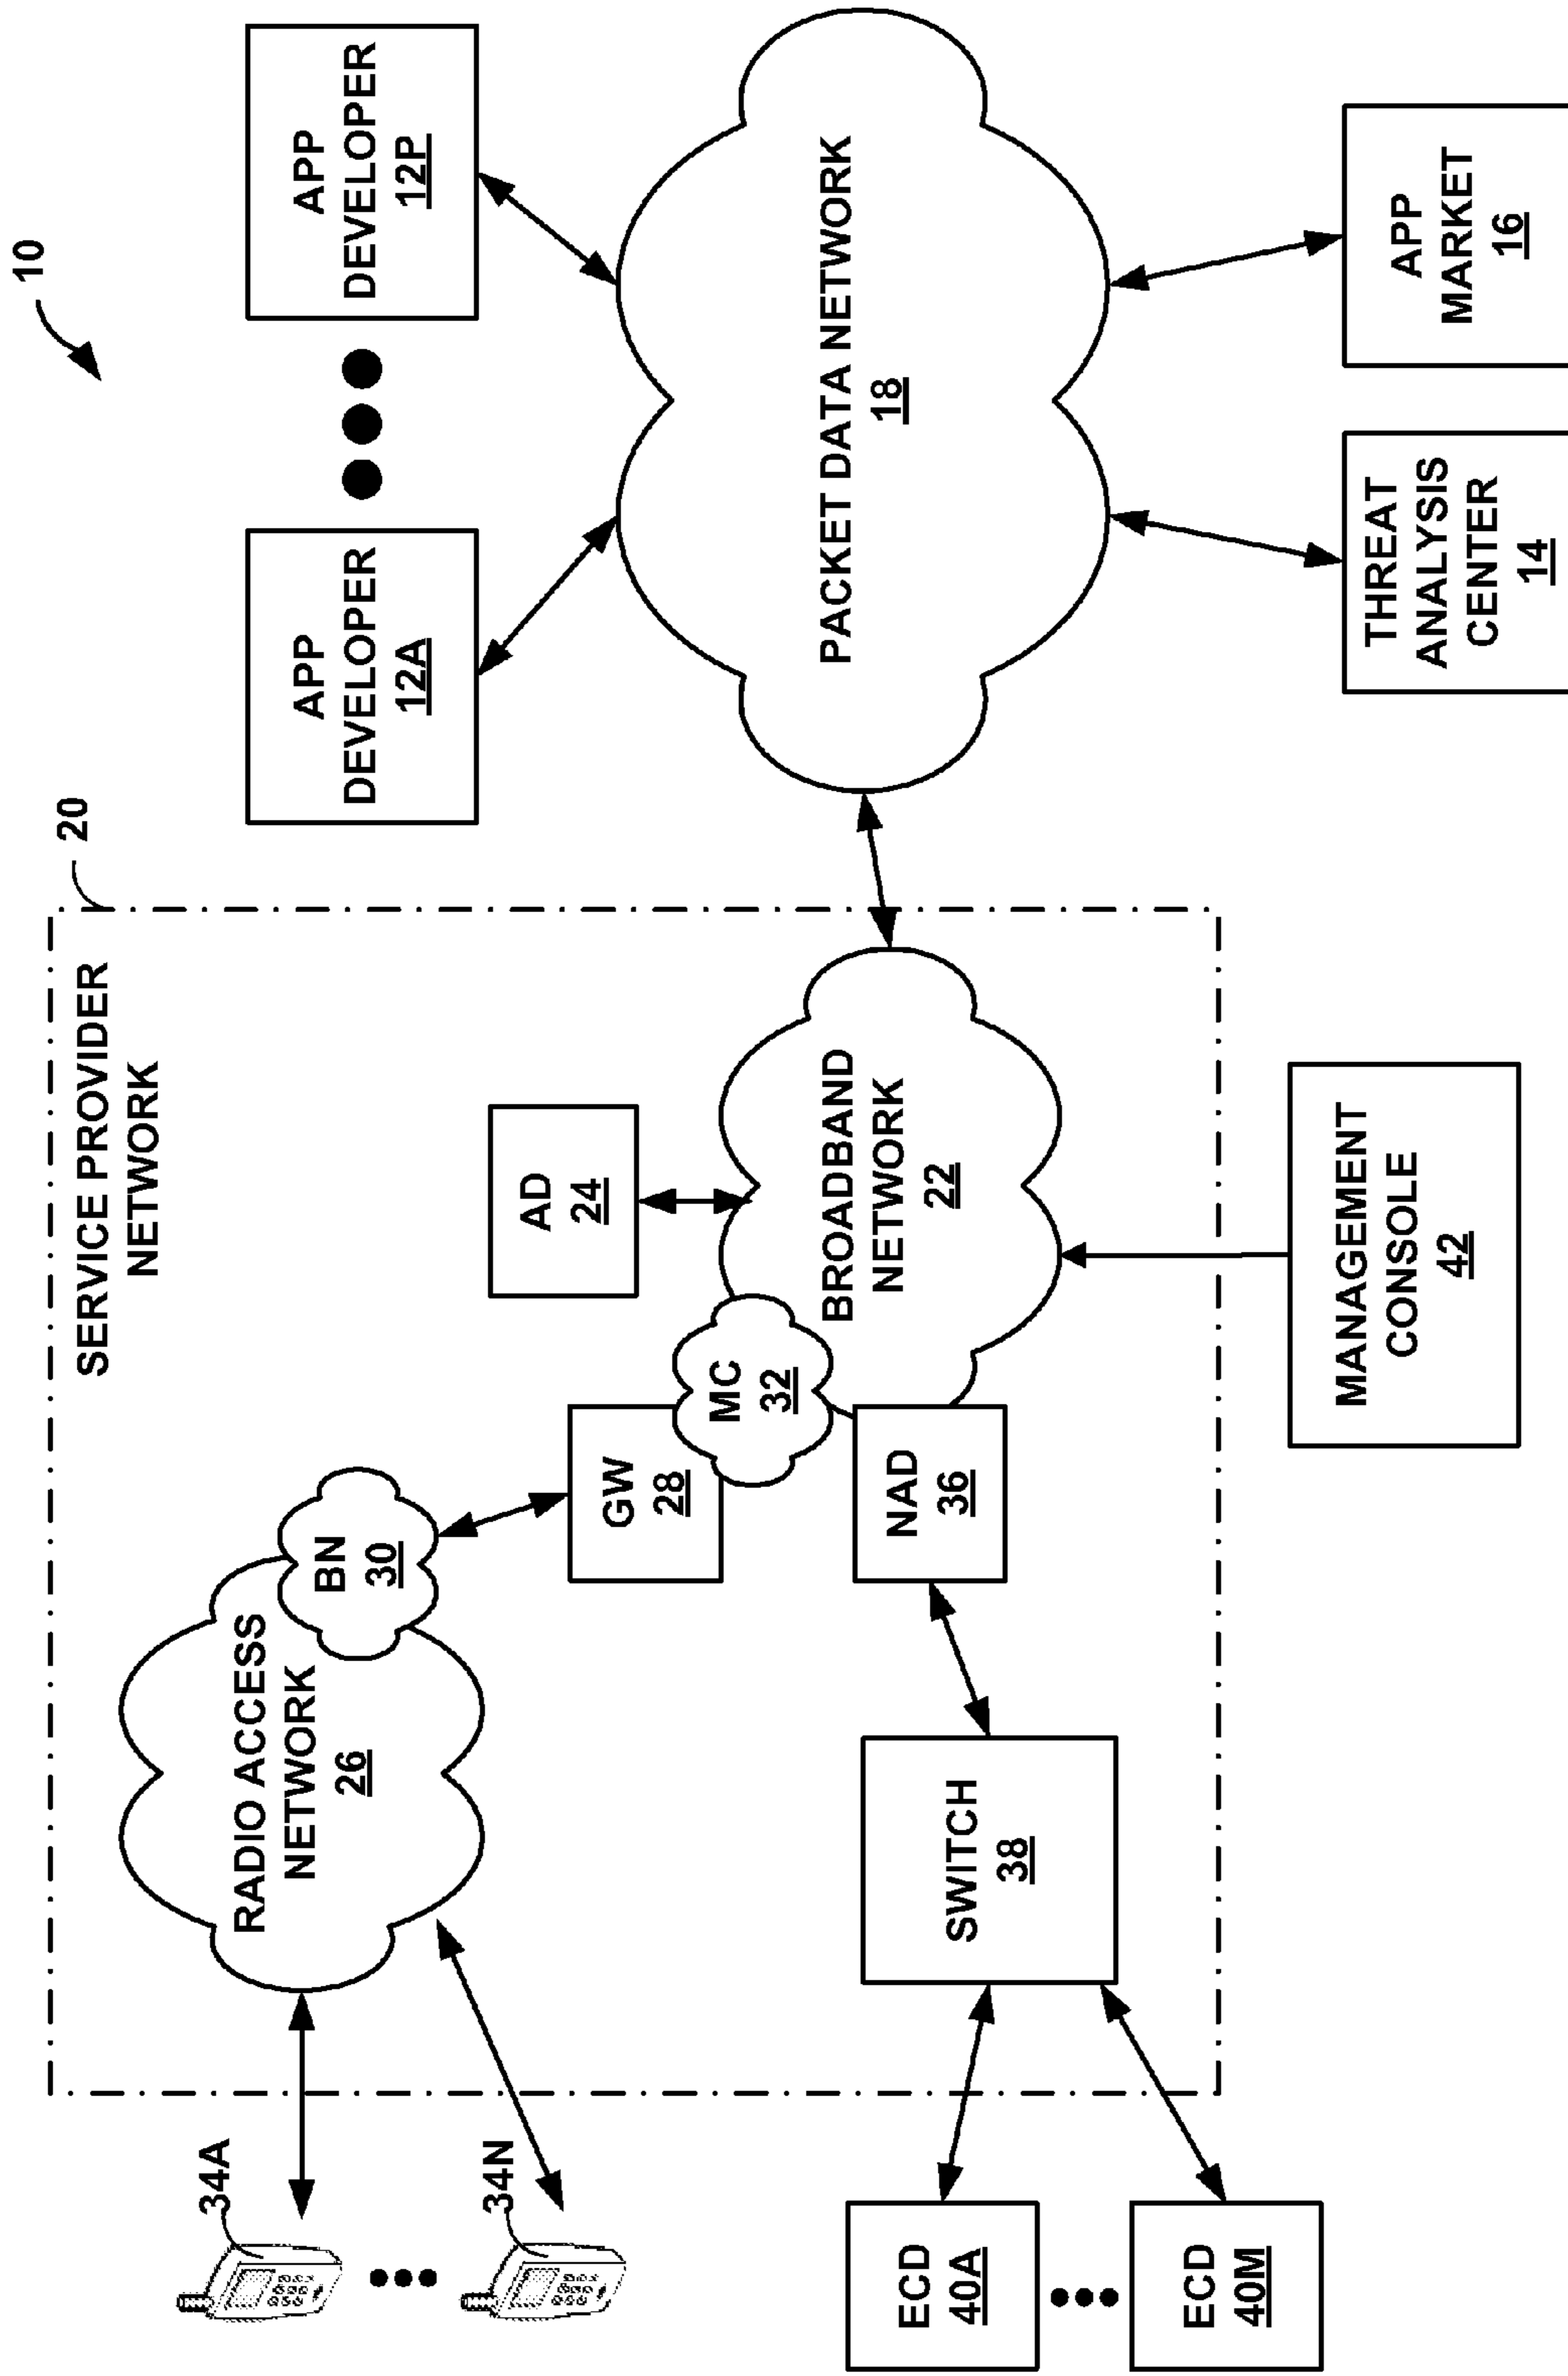 10
APP
DEVELOPER
12A
APP
DEVELOPER
12P
20
SERVICE PROVIDER
NETWORK
34A
34N
RADIO ACCESS
NETWORK
26
BN
30
GW
28
MC
32
AD
24
BROADBAND
NETWORK
22
PACKET DATA NETWORK
18
NAD
36
SWITCH
38
ECD
40A
ECD
40M
MANAGEMENT
CONSOLE
42
THREAT
ANALYSIS
CENTER
14
APP
MARKET
16